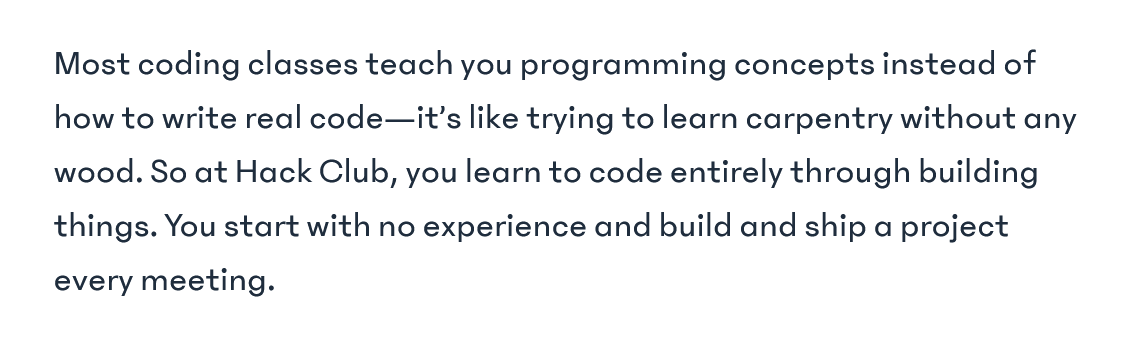 Most coding classes teach you programming concepts instead of
how to write real code—it’s like trying to learn carpentry without any
wood. So at Hack Club, you learn to code entirely through building
things. You start with no experience and build and ship a project
every meeting.